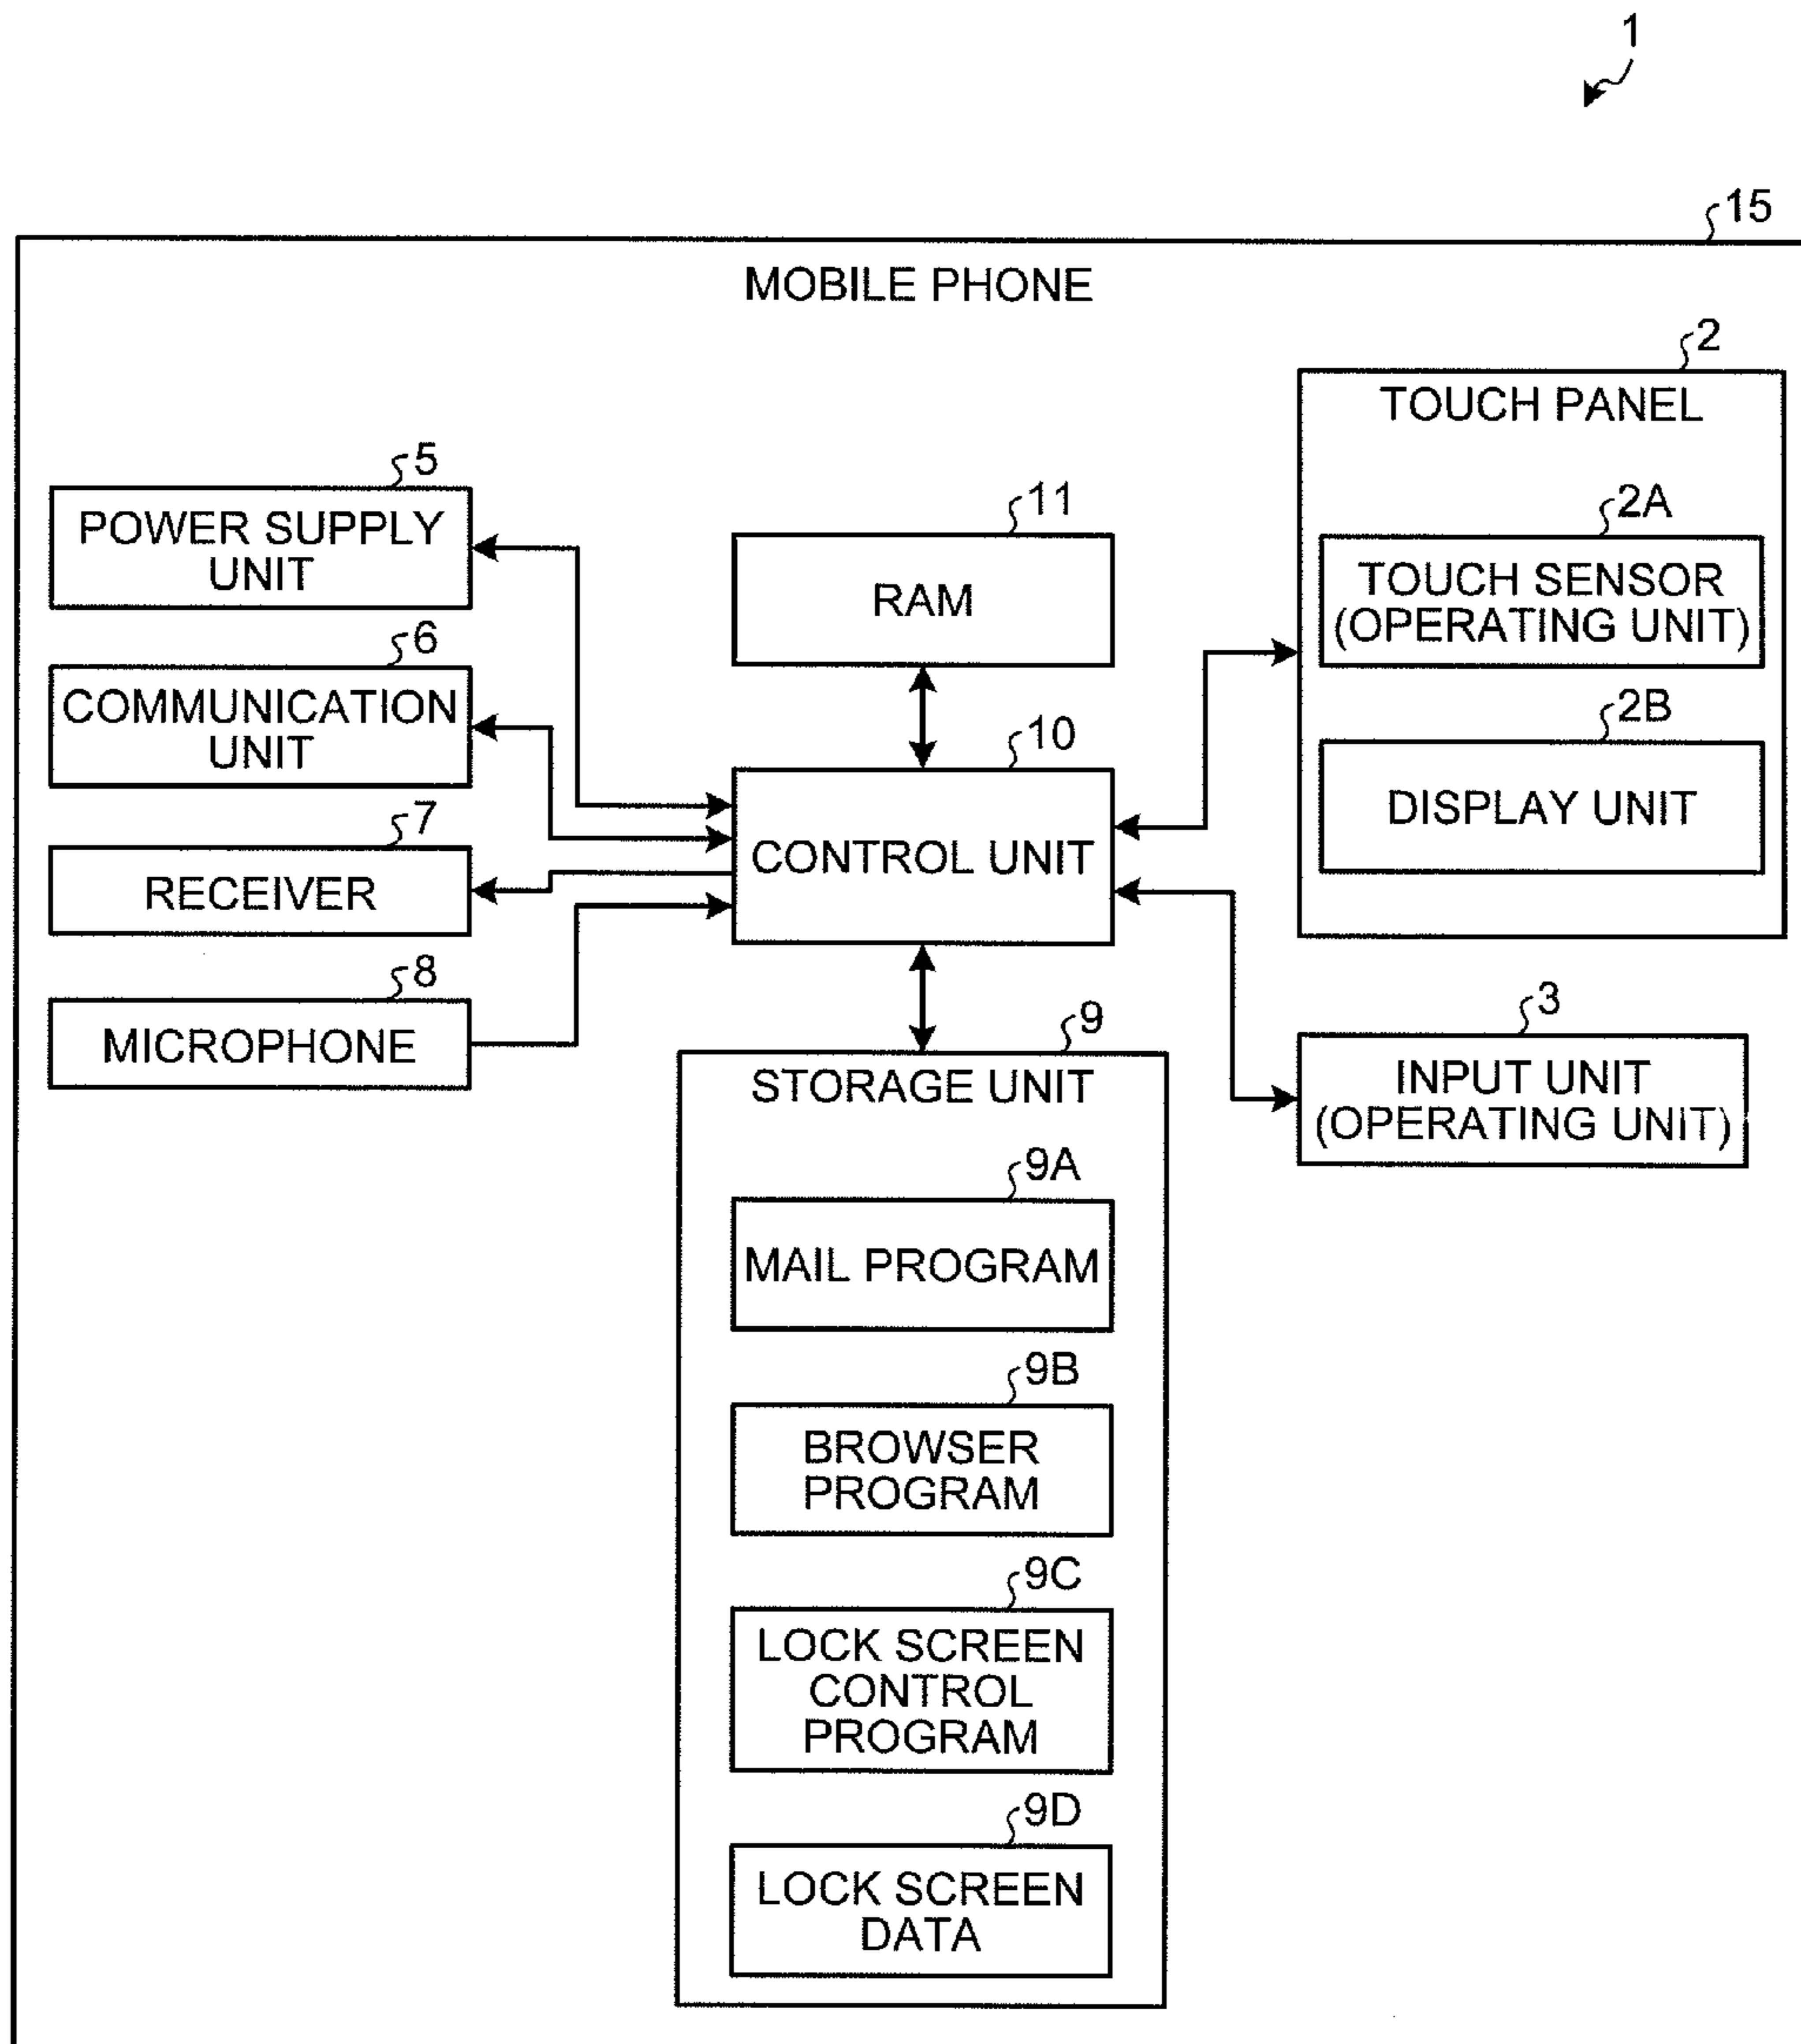 1
15
MOBILE PHONE
2
TOUCH PANEL
2A
TOUCH SENSOR
(OPERATING UNIT)
2B
DISPLAY UNIT
5
POWER SUPPLY
UNIT
6
COMMUNICATION
UNIT
7
RECEIVER
8
MICROPHONE
11
RAM
10
CONTROL UNIT
3
INPUT UNIT
(OPERATING UNIT)
9
STORAGE UNIT
9A
MAIL PROGRAM
9B
BROWSER
PROGRAM
9C
LOCK SCREEN
CONTROL
PROGRAM
9D
LOCK SCREEN
DATA